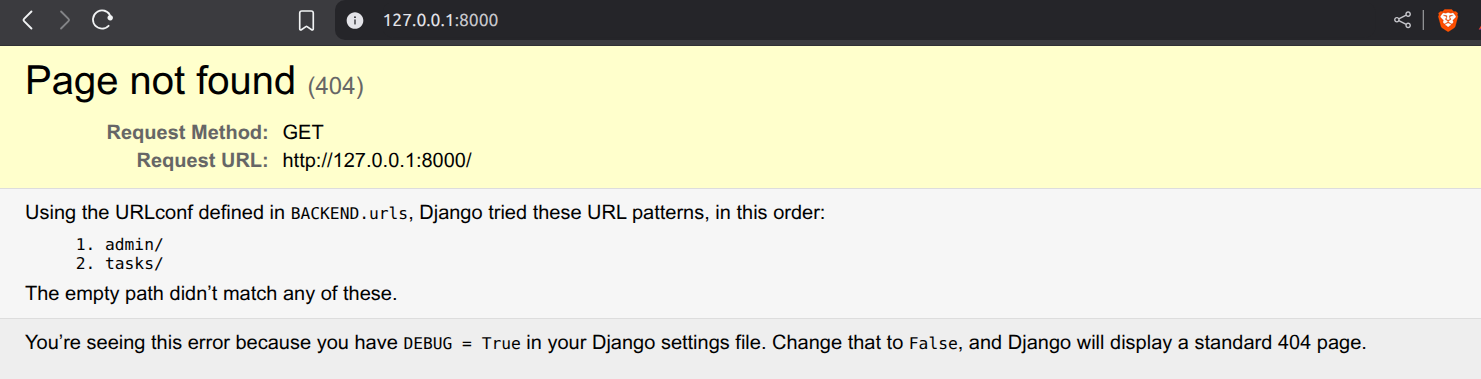 127.0.0.1:8000
Page not found (404)
Request Method: GET
Request URL: http://127.0.0.1:8000/
Using the URLconf defined in BACKEND.urls, Django tried these URL patterns, in this order:
1. admin/
2. tasks/
The empty path didn’t match any of these.
You’re seeing this error because you have DEBUG = True in your Django settings file. Change that to False, and Django will display a standard 404 page.